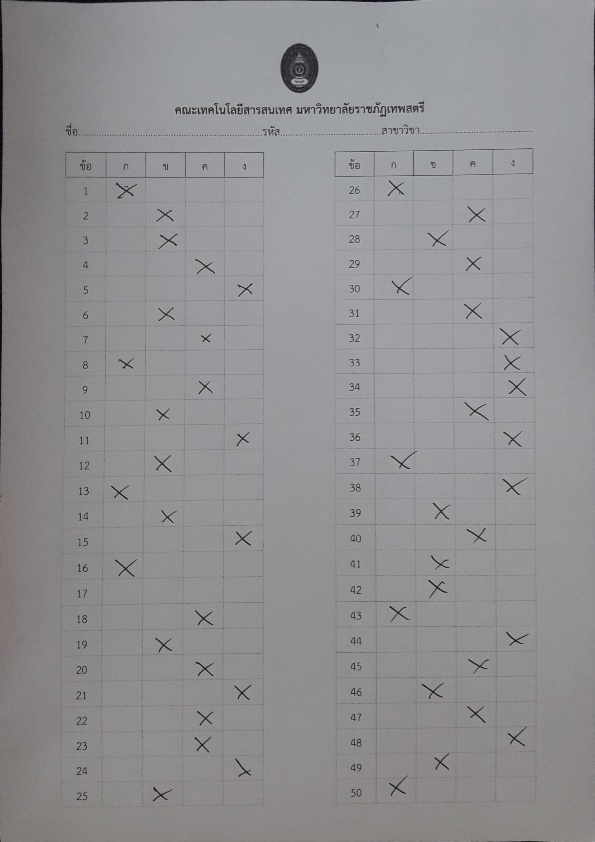 คณะเทคโนโลยีสารสนเทศ มหาวิทยาลัยราชภัฏเทพสตรี
ชื่อ.......................................................รหัส..............................สาขาวิชา..................................
ข้อ ก ข ค ง
1 X
2 X
3 X
4 X
5 X
6 X
7 X
8 X
9 X
10 X
11 X
12 X
13 X
14 X
15 X
16 X
17
18 X
19 X
20 X
21 X
22 X
23 X
24 X
25 X
ข้อ ก ข ค ง
26 X
27 X
28 X
29 X
30 X
31 X
32 X
33 X
34 X
35 X
36 X
37 X
38 X
39 X
40 X
41 X
42 X
43 X
44 X
45 X
46 X
47 X
48 X
49 X
50 X